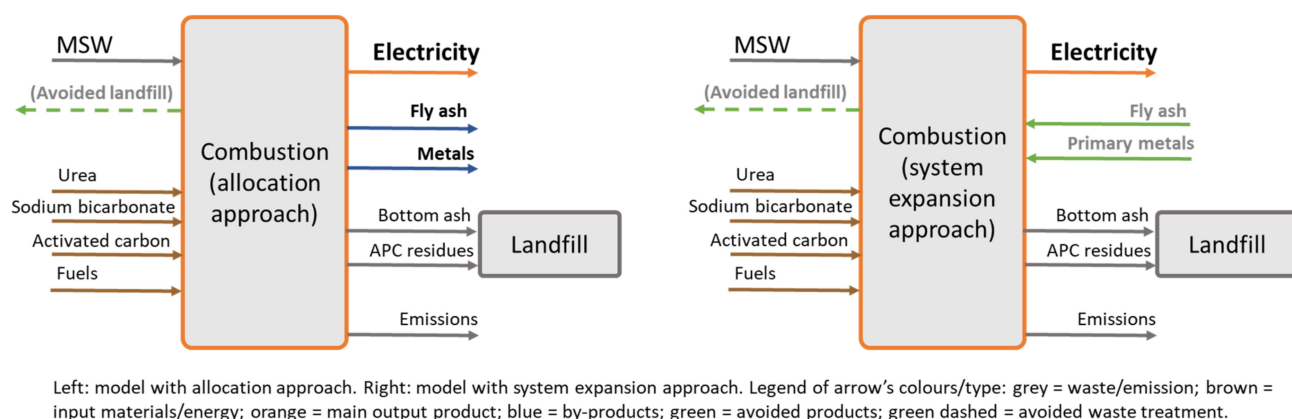 MSW
(Avoided landfill)
Urea
Sodium bicarbonate
Activated carbon
Fuels
Combustion
(allocation
approach)
Electricity
Fly ash
Metals
Bottom ash
APC residues
Landfill
Emissions
MSW
(Avoided landfill)
Urea
Sodium bicarbonate
Activated carbon
Fuels
Combustion
(system
expansion
approach)
Electricity
Fly ash
Primary metals
Bottom ash
APC residues
Landfill
Emissions
Left: model with allocation approach. Right: model with system expansion approach. Legend of arrow's colours/type: grey = waste/emission; brown =
input materials/energy; orange = main output product; blue = by-products; green = avoided products; green dashed = avoided waste treatment.